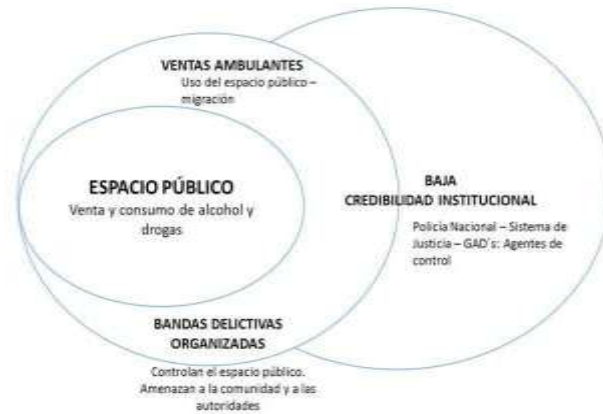 VENTAS AMBULANTES
Uso del espacio público –
migración
ESPACIO PÚBLICO
Venta y consumo de alcohol y
drogas
BAJA
CREDIBILIDAD INSTITUCIONAL
Policía Nacional – Sistema de
Justicia – GAD´s: Agentes de
control
BANDAS DELICTIVAS
ORGANIZADAS
Controlan el espacio público.
Amenazan a la comunidad y a las
autoridades